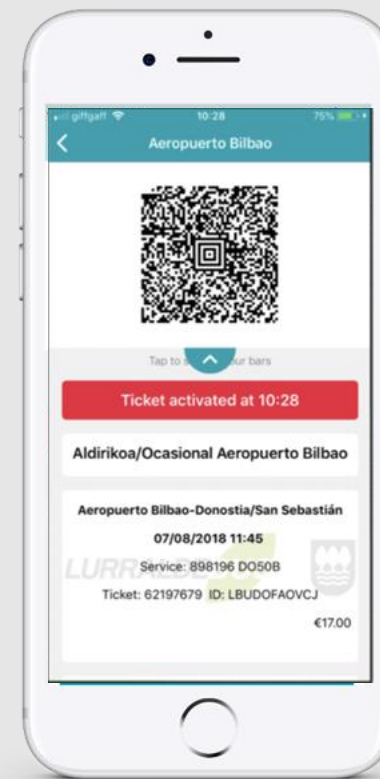 giffgaff 10:28 75%
Aeropuerto Bilbao
Tap to s our bars
Ticket activated at 10:28
Aldirikoa/Ocasional Aeropuerto Bilbao
Aeropuerto Bilbao-Donostia/San Sebastián
07/08/2018 11:45
LURRALDE
Service: 898196 DO50B
Ticket: 62197679 ID: LBUDOFAOVCJ
€17.00